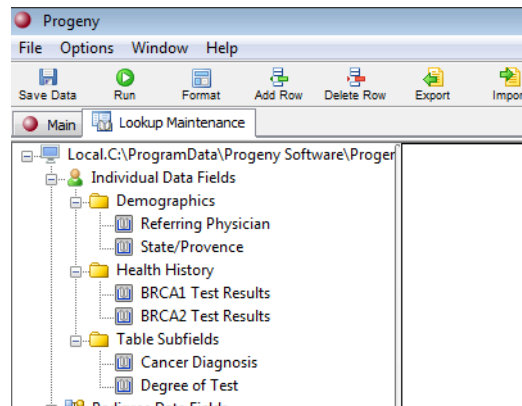 Progeny
File Options Window Help
Save Data Run Format Add Row Delete Row Export Impor
Main Lookup Maintenance
Local.C:\ProgramData\Progeny Software\Proger
Individual Data Fields
Demographics
Referring Physician
State/Provence
Health History
BRCA1 Test Results
BRCA2 Test Results
Table Subfields
Cancer Diagnosis
Degree of Test